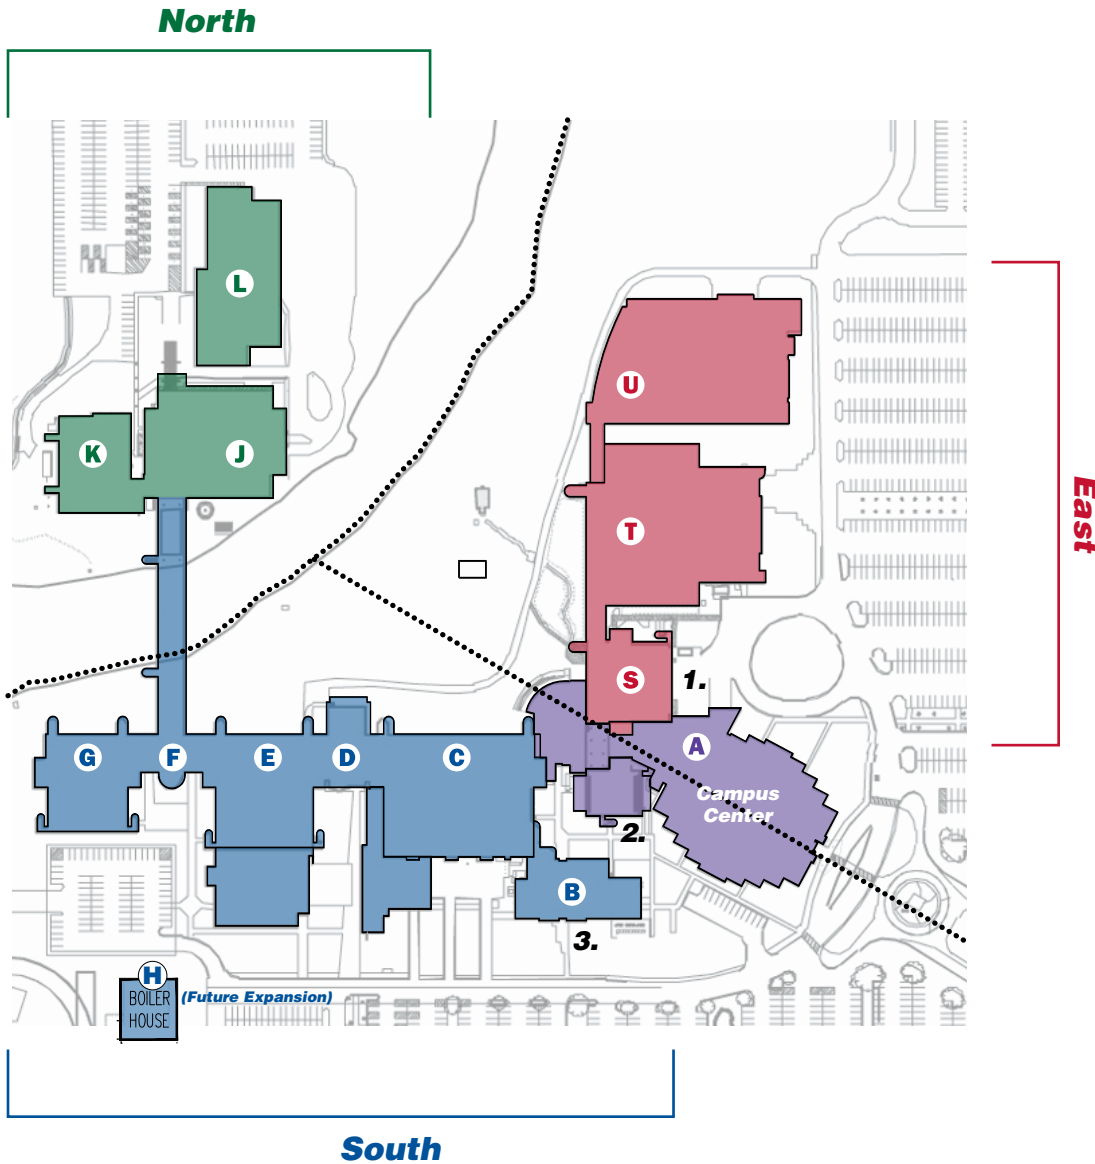 North
L
U
K
J
East
T
S
1.
A
G
F
E
D
C
Campus
Center
2.
B
3.
H
BOILER
HOUSE
(Future Expansion)
South